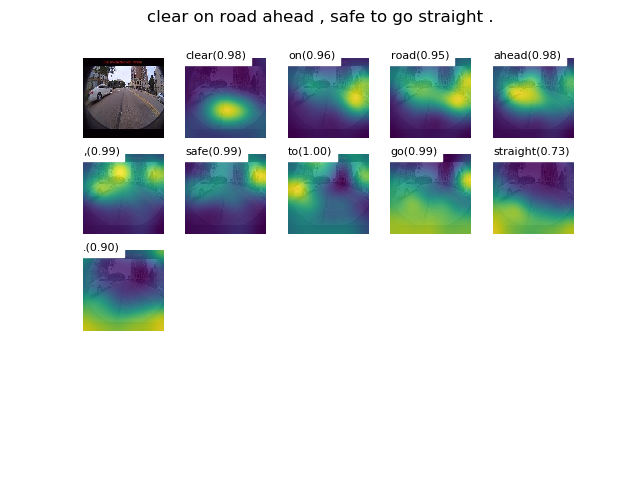 clear on road ahead , safe to go straight .
clear(0.98) on(0.96) road(0.95) ahead(0.98)
,(0.99) safe(0.99) to(1.00) go(0.99) straight(0.73)
.(0.90)